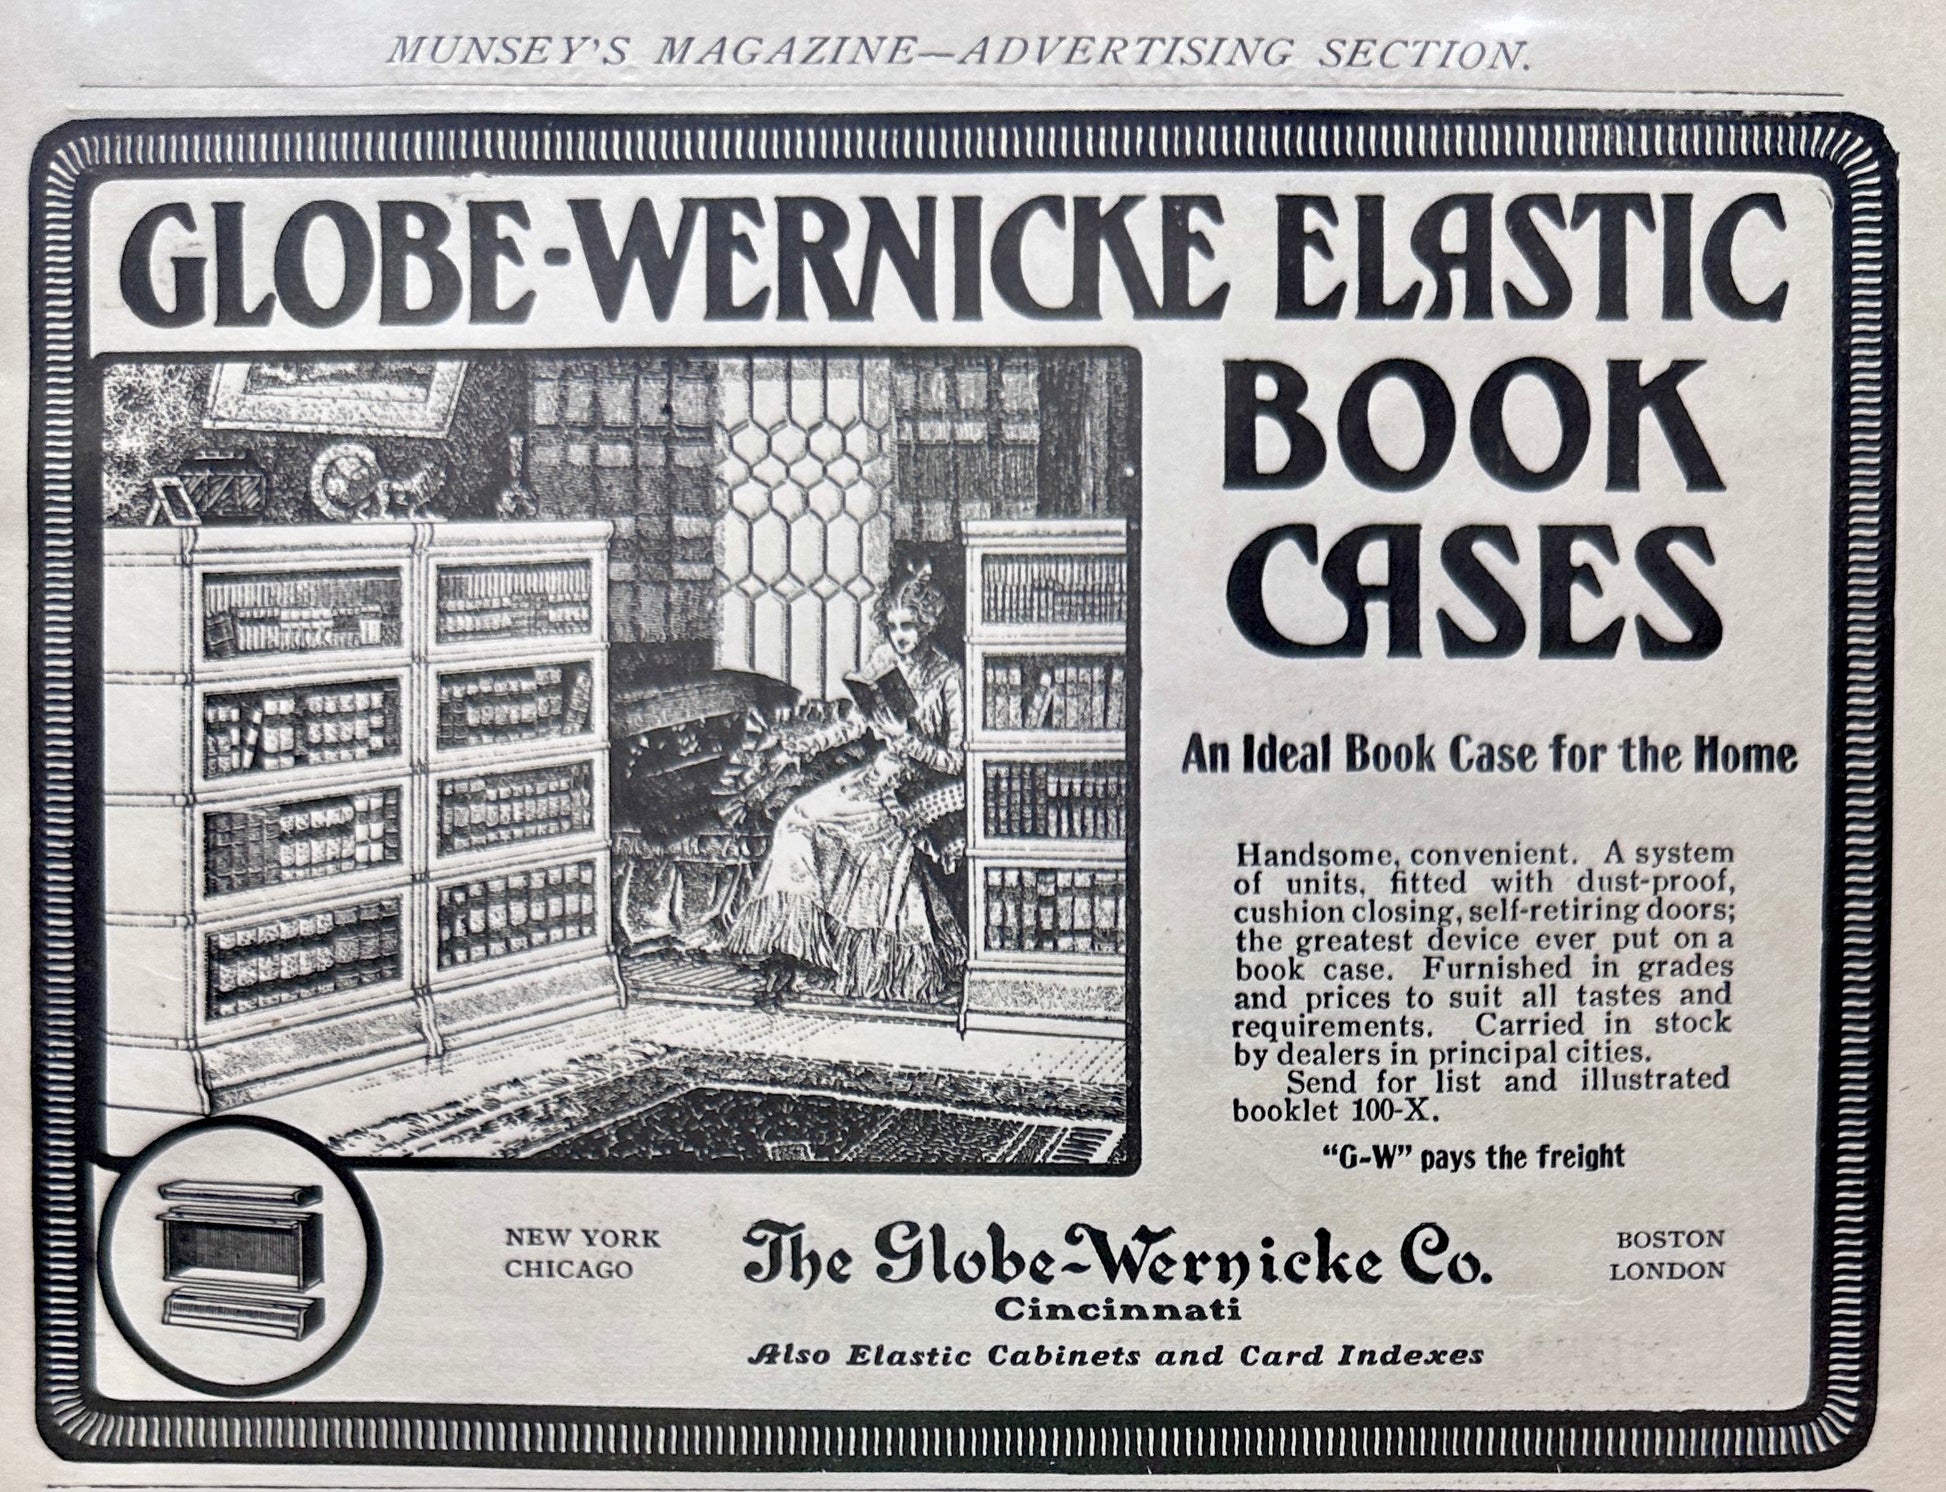 MUNSEY'S MAGAZINE—ADVERTISING SECTION.
GLOBE-WERNICKE ELASTIC
BOOK
CASES
An Ideal Book Case for the Home
Handsome, convenient. A system
of units, fitted with dust-proof,
cushion closing, self-retiring doors;
the greatest device ever put on a
book case. Furnished in grades
and prices to suit all tastes and
requirements. Carried in stock
by dealers in principal cities.
Send for list and illustrated
booklet 100-X.
"G-W" pays the freight
NEW YORK
CHICAGO
The Globe-Wernicke Co.
Cincinnati
BOSTON
LONDON
Also Elastic Cabinets and Card Indexes